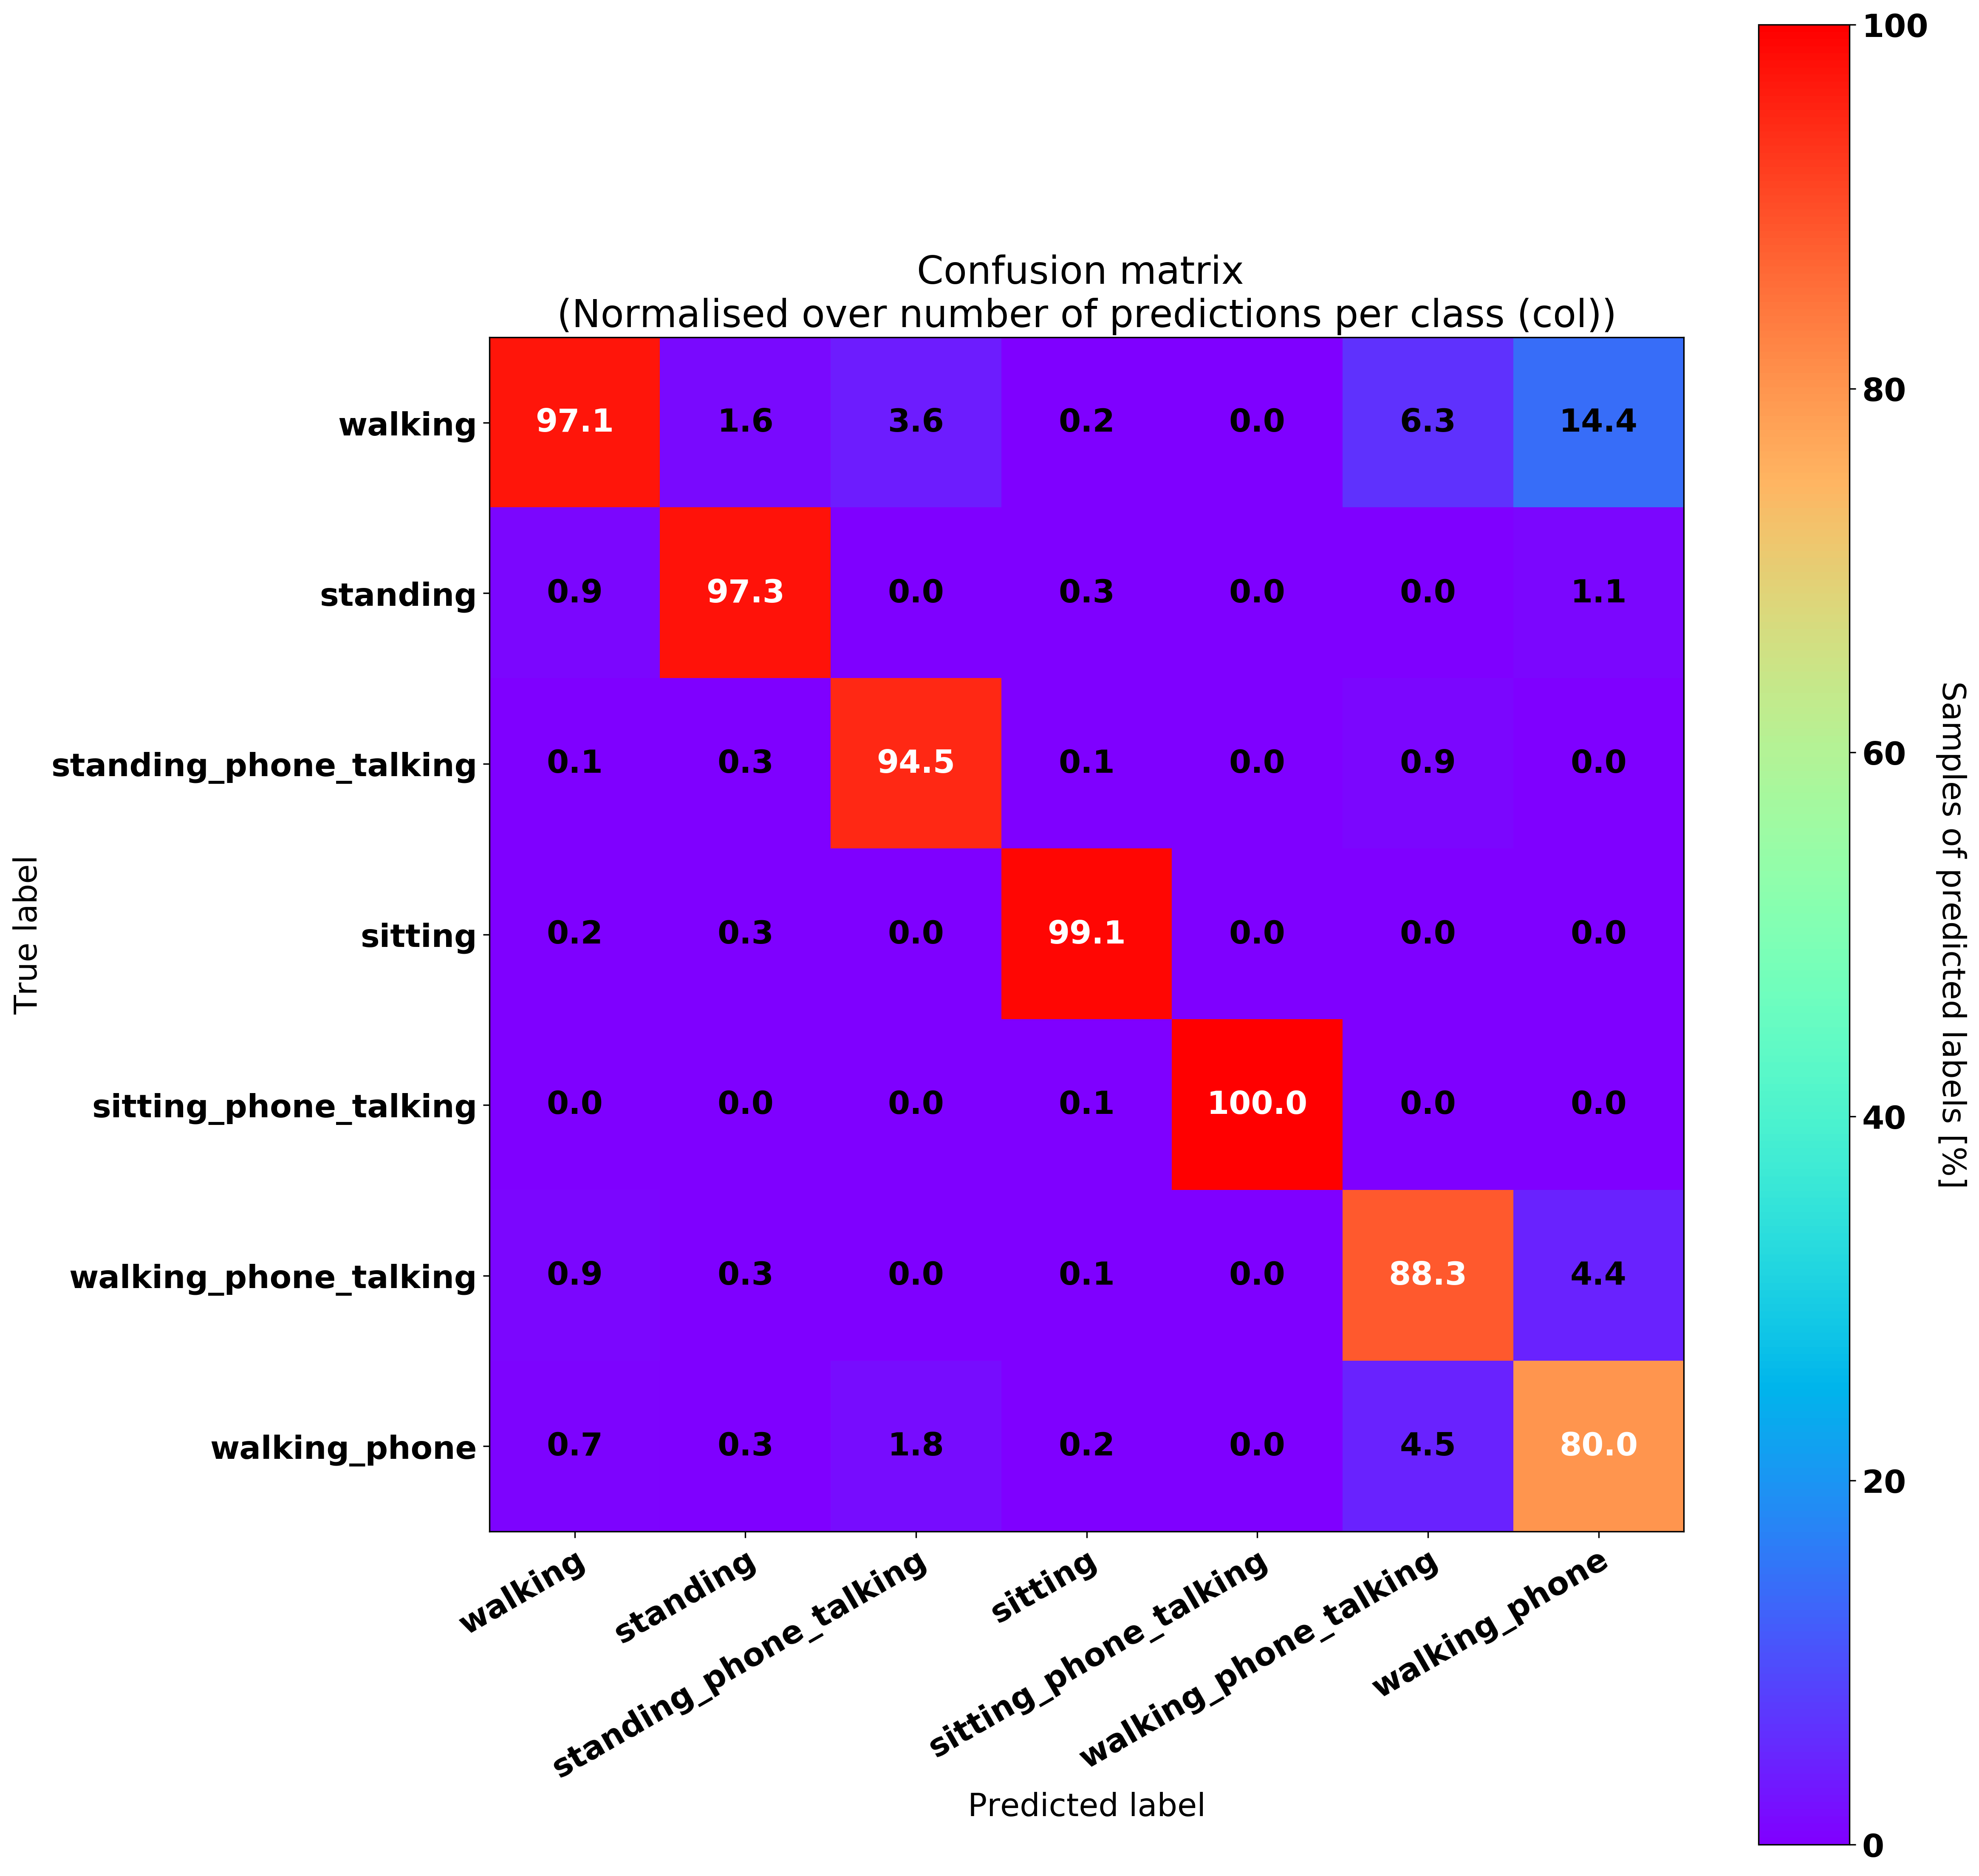 Confusion matrix
(Normalised over number of predictions per class (col))
True label
walking 97.1 1.6 3.6 0.2 0.0 6.3 14.4
standing 0.9 97.3 0.0 0.3 0.0 0.0 1.1
standing_phone_talking 0.1 0.3 94.5 0.1 0.0 0.9 0.0
sitting 0.2 0.3 0.0 99.1 0.0 0.0 0.0
sitting_phone_talking 0.0 0.0 0.0 0.1 100.0 0.0 0.0
walking_phone_talking 0.9 0.3 0.0 0.1 0.0 88.3 4.4
walking_phone 0.7 0.3 1.8 0.2 0.0 4.5 80.0
walking
standing
standing_phone_talking
sitting
sitting_phone_talking
walking_phone_talking
walking_phone
Predicted label
100
80
60
40
20
0
Samples of predicted labels [%]